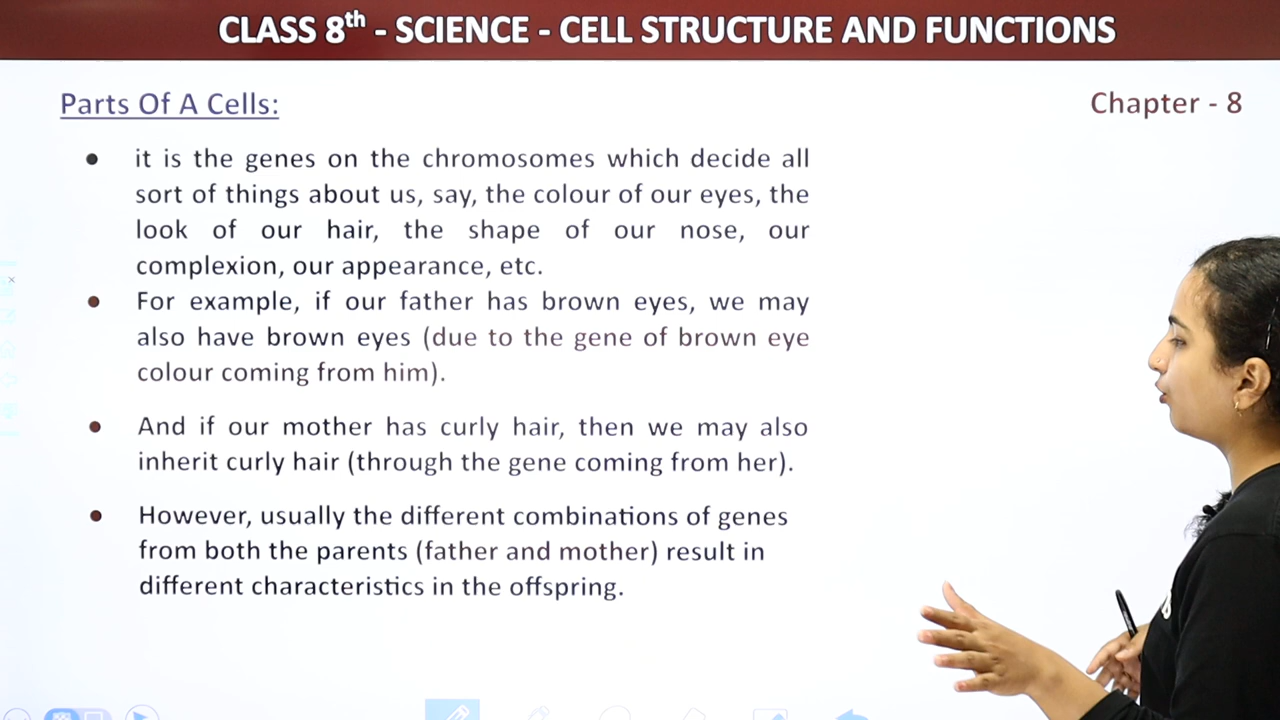 CLASS 8th - SCIENCE - CELL STRUCTURE AND FUNCTIONS
Parts Of A Cells:
Chapter - 8
it is the genes on the chromosomes which decide all
sort of things about us, say, the colour of our eyes, the
look of our hair, the shape of our nose, our
complexion, our appearance, etc.
For example, if our father has brown eyes, we may
also have brown eyes (due to the gene of brown eye
colour coming from him).
And if our mother has curly hair, then we may also
inherit curly hair (through the gene coming from her).
However, usually the different combinations of genes
from both the parents (father and mother) result in
different characteristics in the offspring.